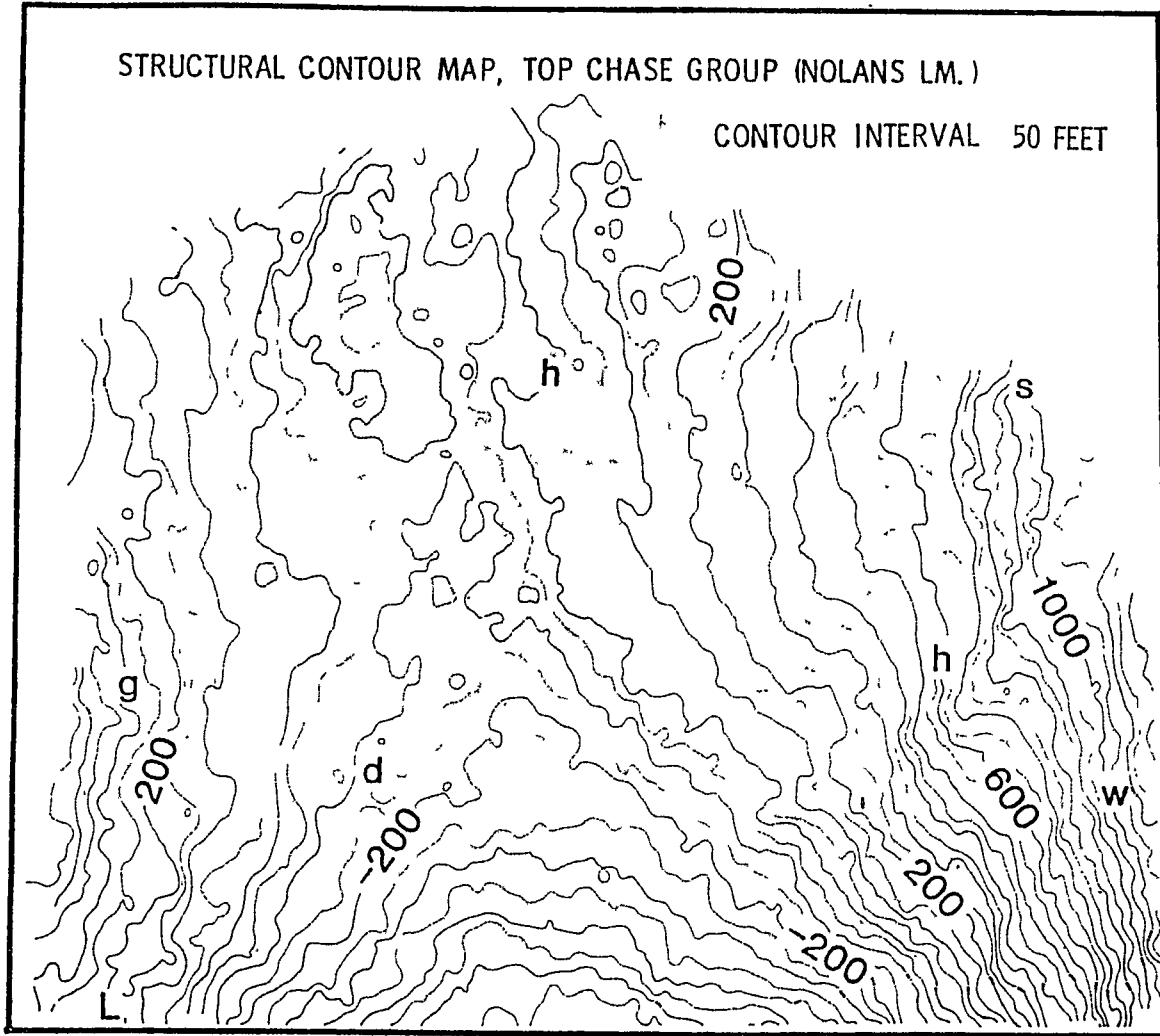 STRUCTURAL CONTOUR MAP, TOP CHASE GROUP (NOLANS LM.)
CONTOUR INTERVAL 50 FEET
200
h
s
1000
h
g
200
d
600
w
-200
200
-200
L.